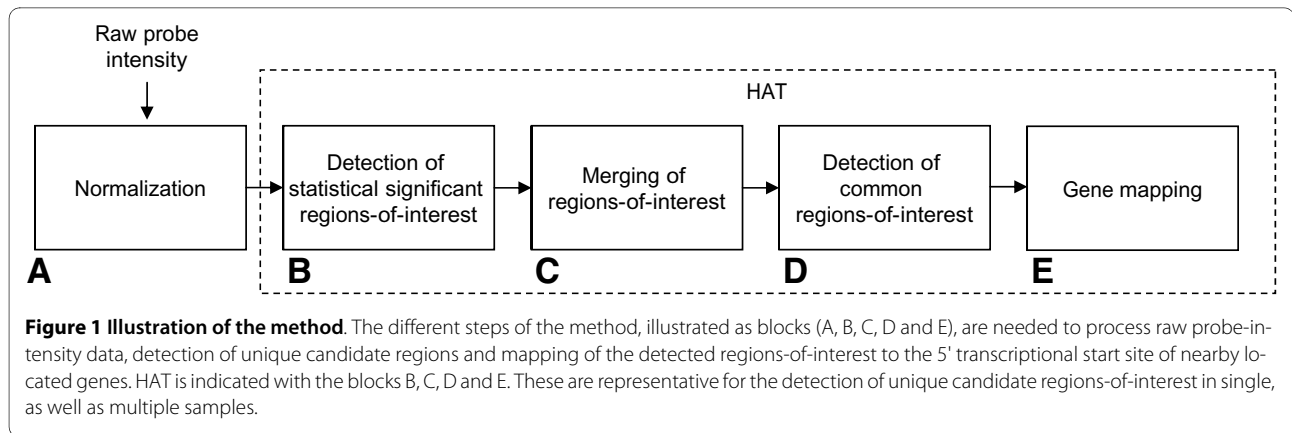 Raw probe
intensity
HAT
Normalization
Detection of
statistical significant
regions-of-interest
Merging of
regions-of-interest
Detection of
common
regions-of-interest
Gene mapping
A
B
C
D
E
Figure 1 Illustration of the method. The different steps of the method, illustrated as blocks (A, B, C, D and E), are needed to process raw probe-in-
tensity data, detection of unique candidate regions and mapping of the detected regions-of-interest to the 5' transcriptional start site of nearby lo-
cated genes. HAT is indicated with the blocks B, C, D and E. These are representative for the detection of unique candidate regions-of-interest in single,
as well as multiple samples.